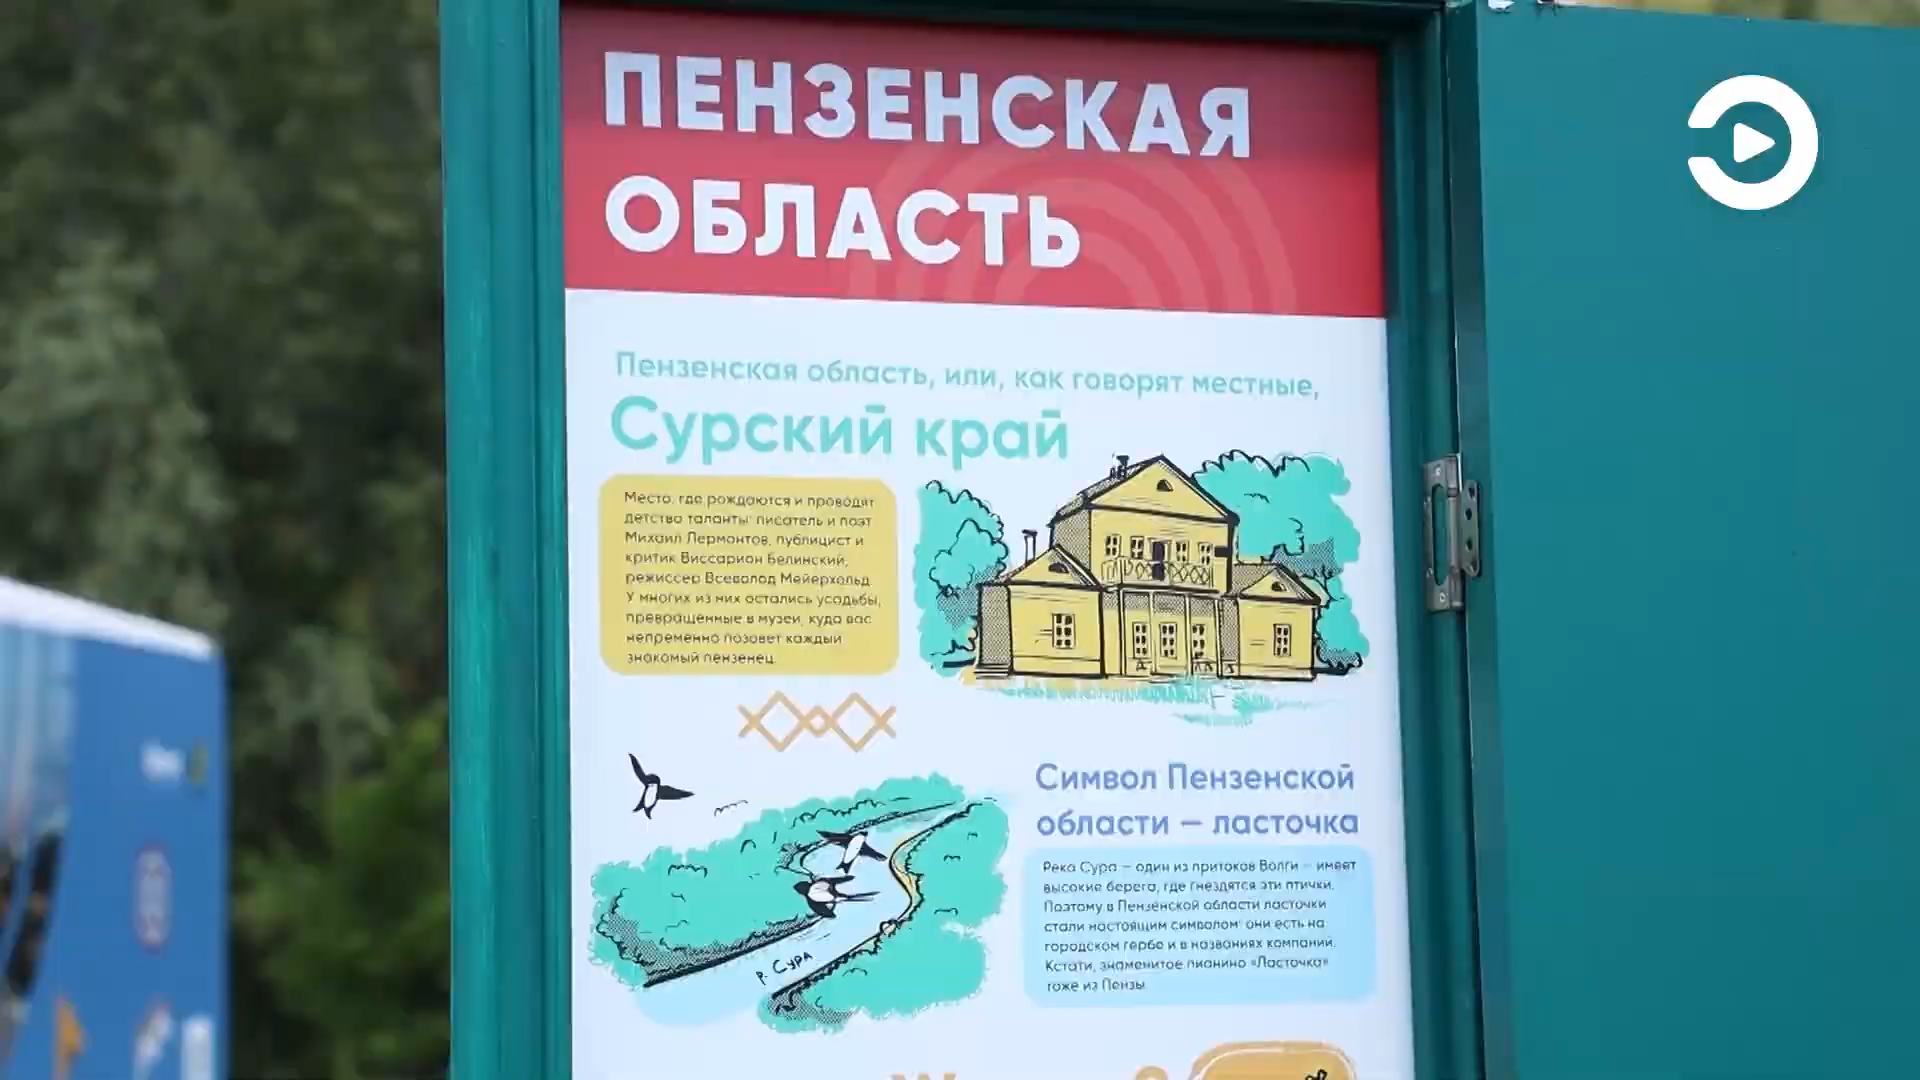 ПЕНЗЕНСКАЯ
ОБЛАСТЬ
Пензенская область, или, как говорят местные,
Сурский край
Место, где рождаются и проводят
детство таланты: писатель и поэт
Михаил Лермонтов, публицист и
критик Виссарион Белинский,
режиссер Всеволод Мейерхольд.
У многих из них остались усадьбы,
превращённые в музеи, куда вас
непременно позовет каждый
знакомый пензенец.
р. Сура
Символ Пензенской
области – ласточка
Река Сура – один из притоков Волги – имеет
высокие берега, где гнездятся эти птички.
Поэтому в Пензенской области ласточки
стали настоящим символом: они есть на
городском гербе и в названиях компаний.
Кстати, знаменитое пианино «Ласточка»
тоже из Пензы.